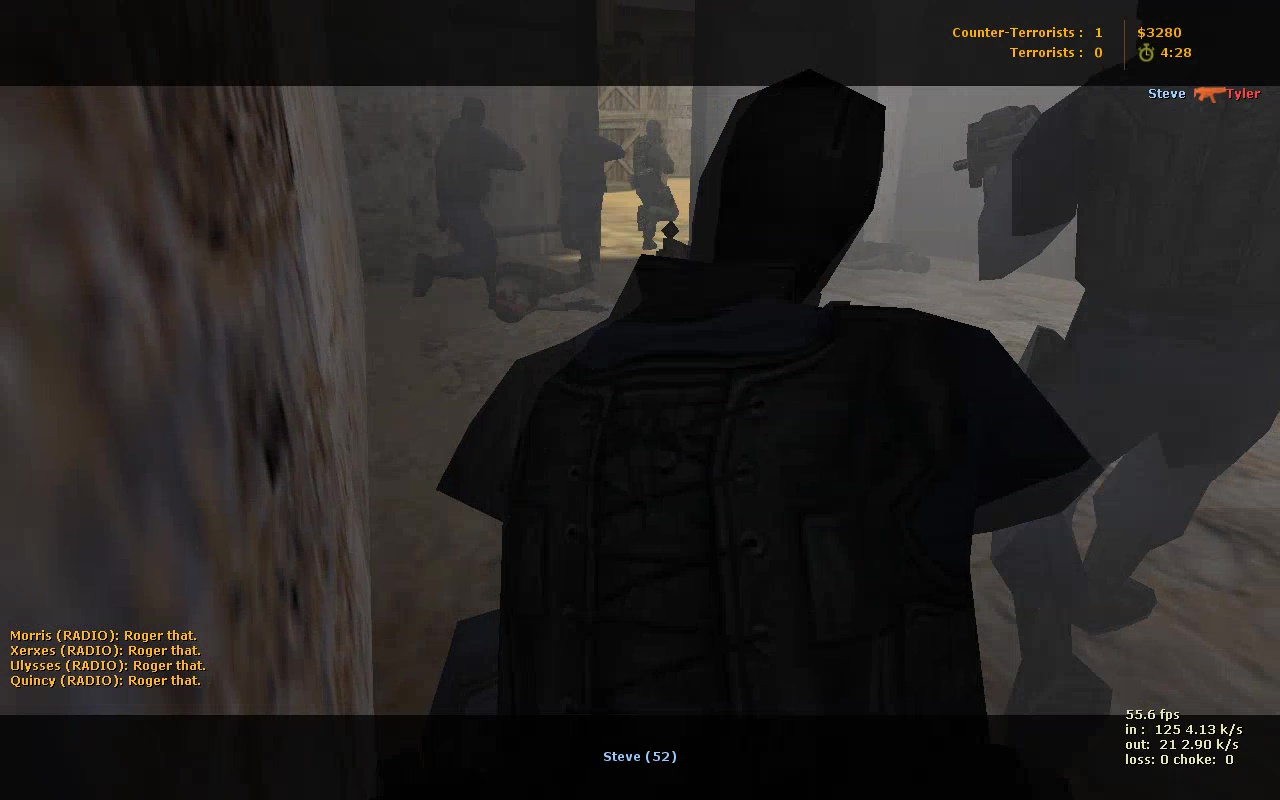 Counter-Terrorists : 1
$3280
Terrorists : 0
4:28
Steve Tyler
Morris (RADIO): Roger that.
Xerxes (RADIO): Roger that.
Ulysses (RADIO): Roger that.
Quincy (RADIO): Roger that.
55.6 fps
in : 125 4.13 k/s
out: 21 2.90 k/s
loss: 0 choke: 0
Steve (52)